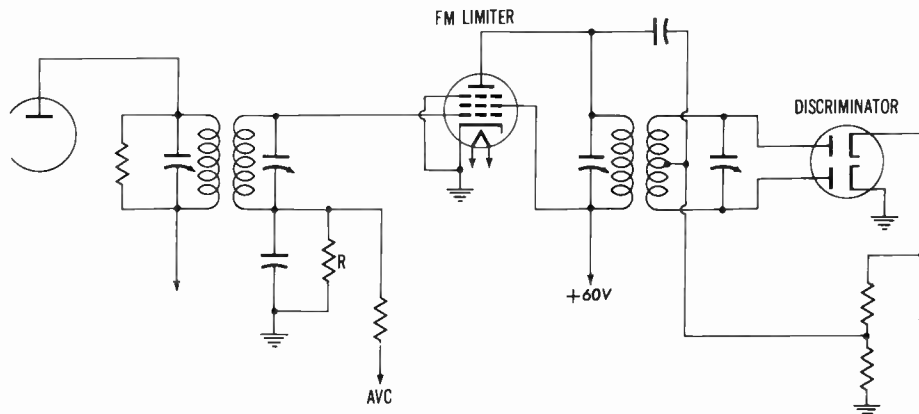 FM LIMITER
DISCRIMINATOR
R
+60V
AVC